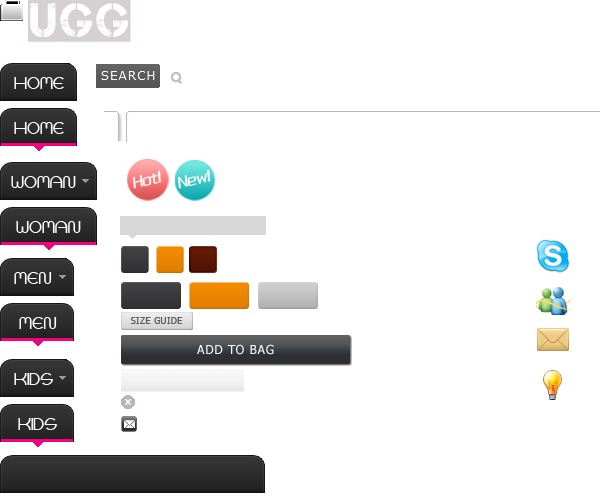 UGG
HOME
SEARCH
HOME
WOMAN
Hot!
New!
WOMAN
MEN
MEN
SIZE GUIDE
ADD TO BAG
KIDS
KIDS